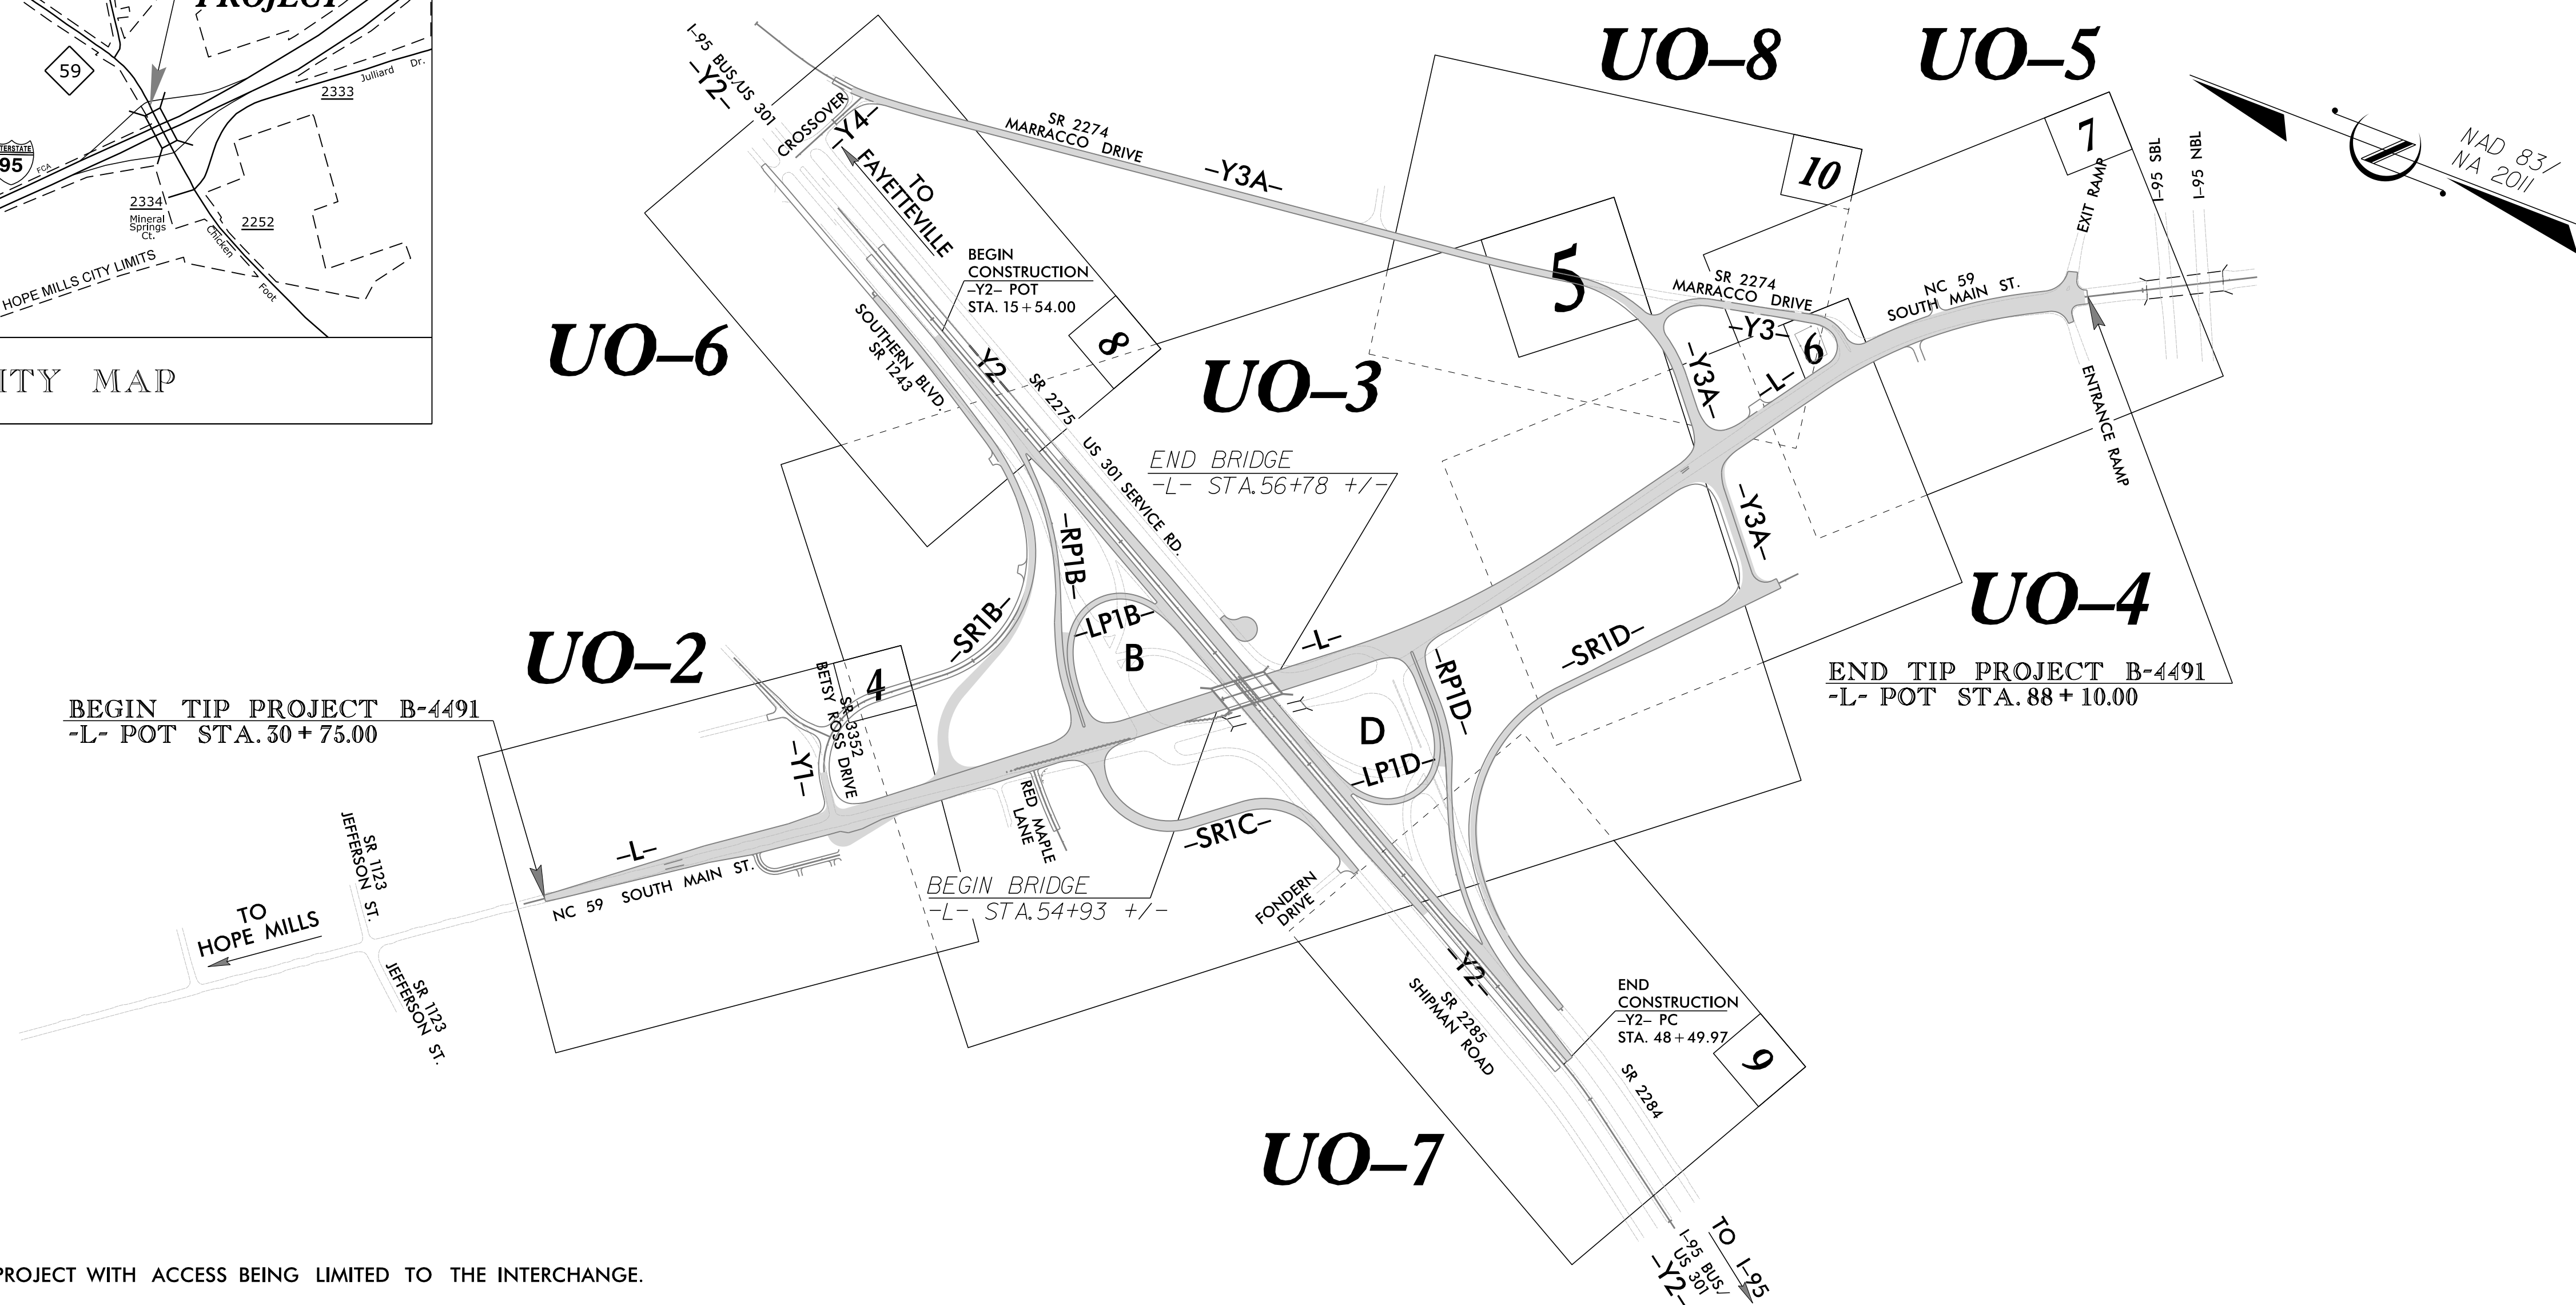 PROJECT
59
Julliard Dr.
2333
INTERSTATE
95
FCA
2334
Mineral
Springs
Ct.
2252
Chicken
Foot
HOPE MILLS CITY LIMITS
ITY MAP
I-95 BUS/US 301
-Y2-
CROSSOVER
-Y4-
TO
FAYETTEVILLE
SR 2274
MARRACCO DRIVE
-Y3A-
UO-8
UO-5
10
7
EXIT RAMP
I-95 SBL
I-95 NBL
NAD 83/
NA 2011
BEGIN
CONSTRUCTION
-Y2- POT
STA. 15+54.00
5
SR 2274
MARRACCO DRIVE
-Y3-
6
NC 59
SOUTH MAIN ST.
UO-6
SOUTHERN BLVD.
SR 1243
-Y2-
8
SR 2275
US 301 SERVICE RD.
UO-3
-Y3A-
-L-
ENTRANCE RAMP
END BRIDGE
-L- STA.56+78 +/-
-RP1B-
-Y3A-
UO-4
-SR1B-
-LP1B-
B
-L-
-SR1D-
UO-2
4
BETSY ROSS DRIVE
SR 3352
-RP1D-
END TIP PROJECT B-4491
-L- POT STA. 88+10.00
BEGIN TIP PROJECT B-4491
-L- POT STA. 30+75.00
-Y1-
D
-LP1D-
RED MAPLE
LANE
-SR1C-
SR 1123
JEFFERSON ST.
-L-
NC 59 SOUTH MAIN ST.
BEGIN BRIDGE
-L- STA.54+93 +/-
FONDERN
DRIVE
TO
HOPE MILLS
SR 1123
JEFFERSON ST.
-Y2-
SR 2285
SHIPMAN ROAD
END
CONSTRUCTION
-Y2- PC
STA. 48+49.97
9
SR 2284
UO-7
TO I-95
I-95 BUS/
US 301
-Y2-
PROJECT WITH ACCESS BEING LIMITED TO THE INTERCHANGE.